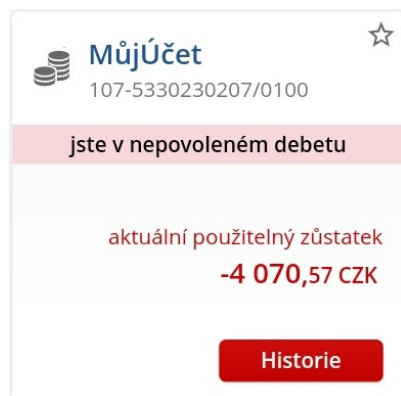 MůjÚčet
107-5330230207/0100
jste v nepovoleném debetu
aktuální použitelný zůstatek
-4 070,57 CZK
Historie